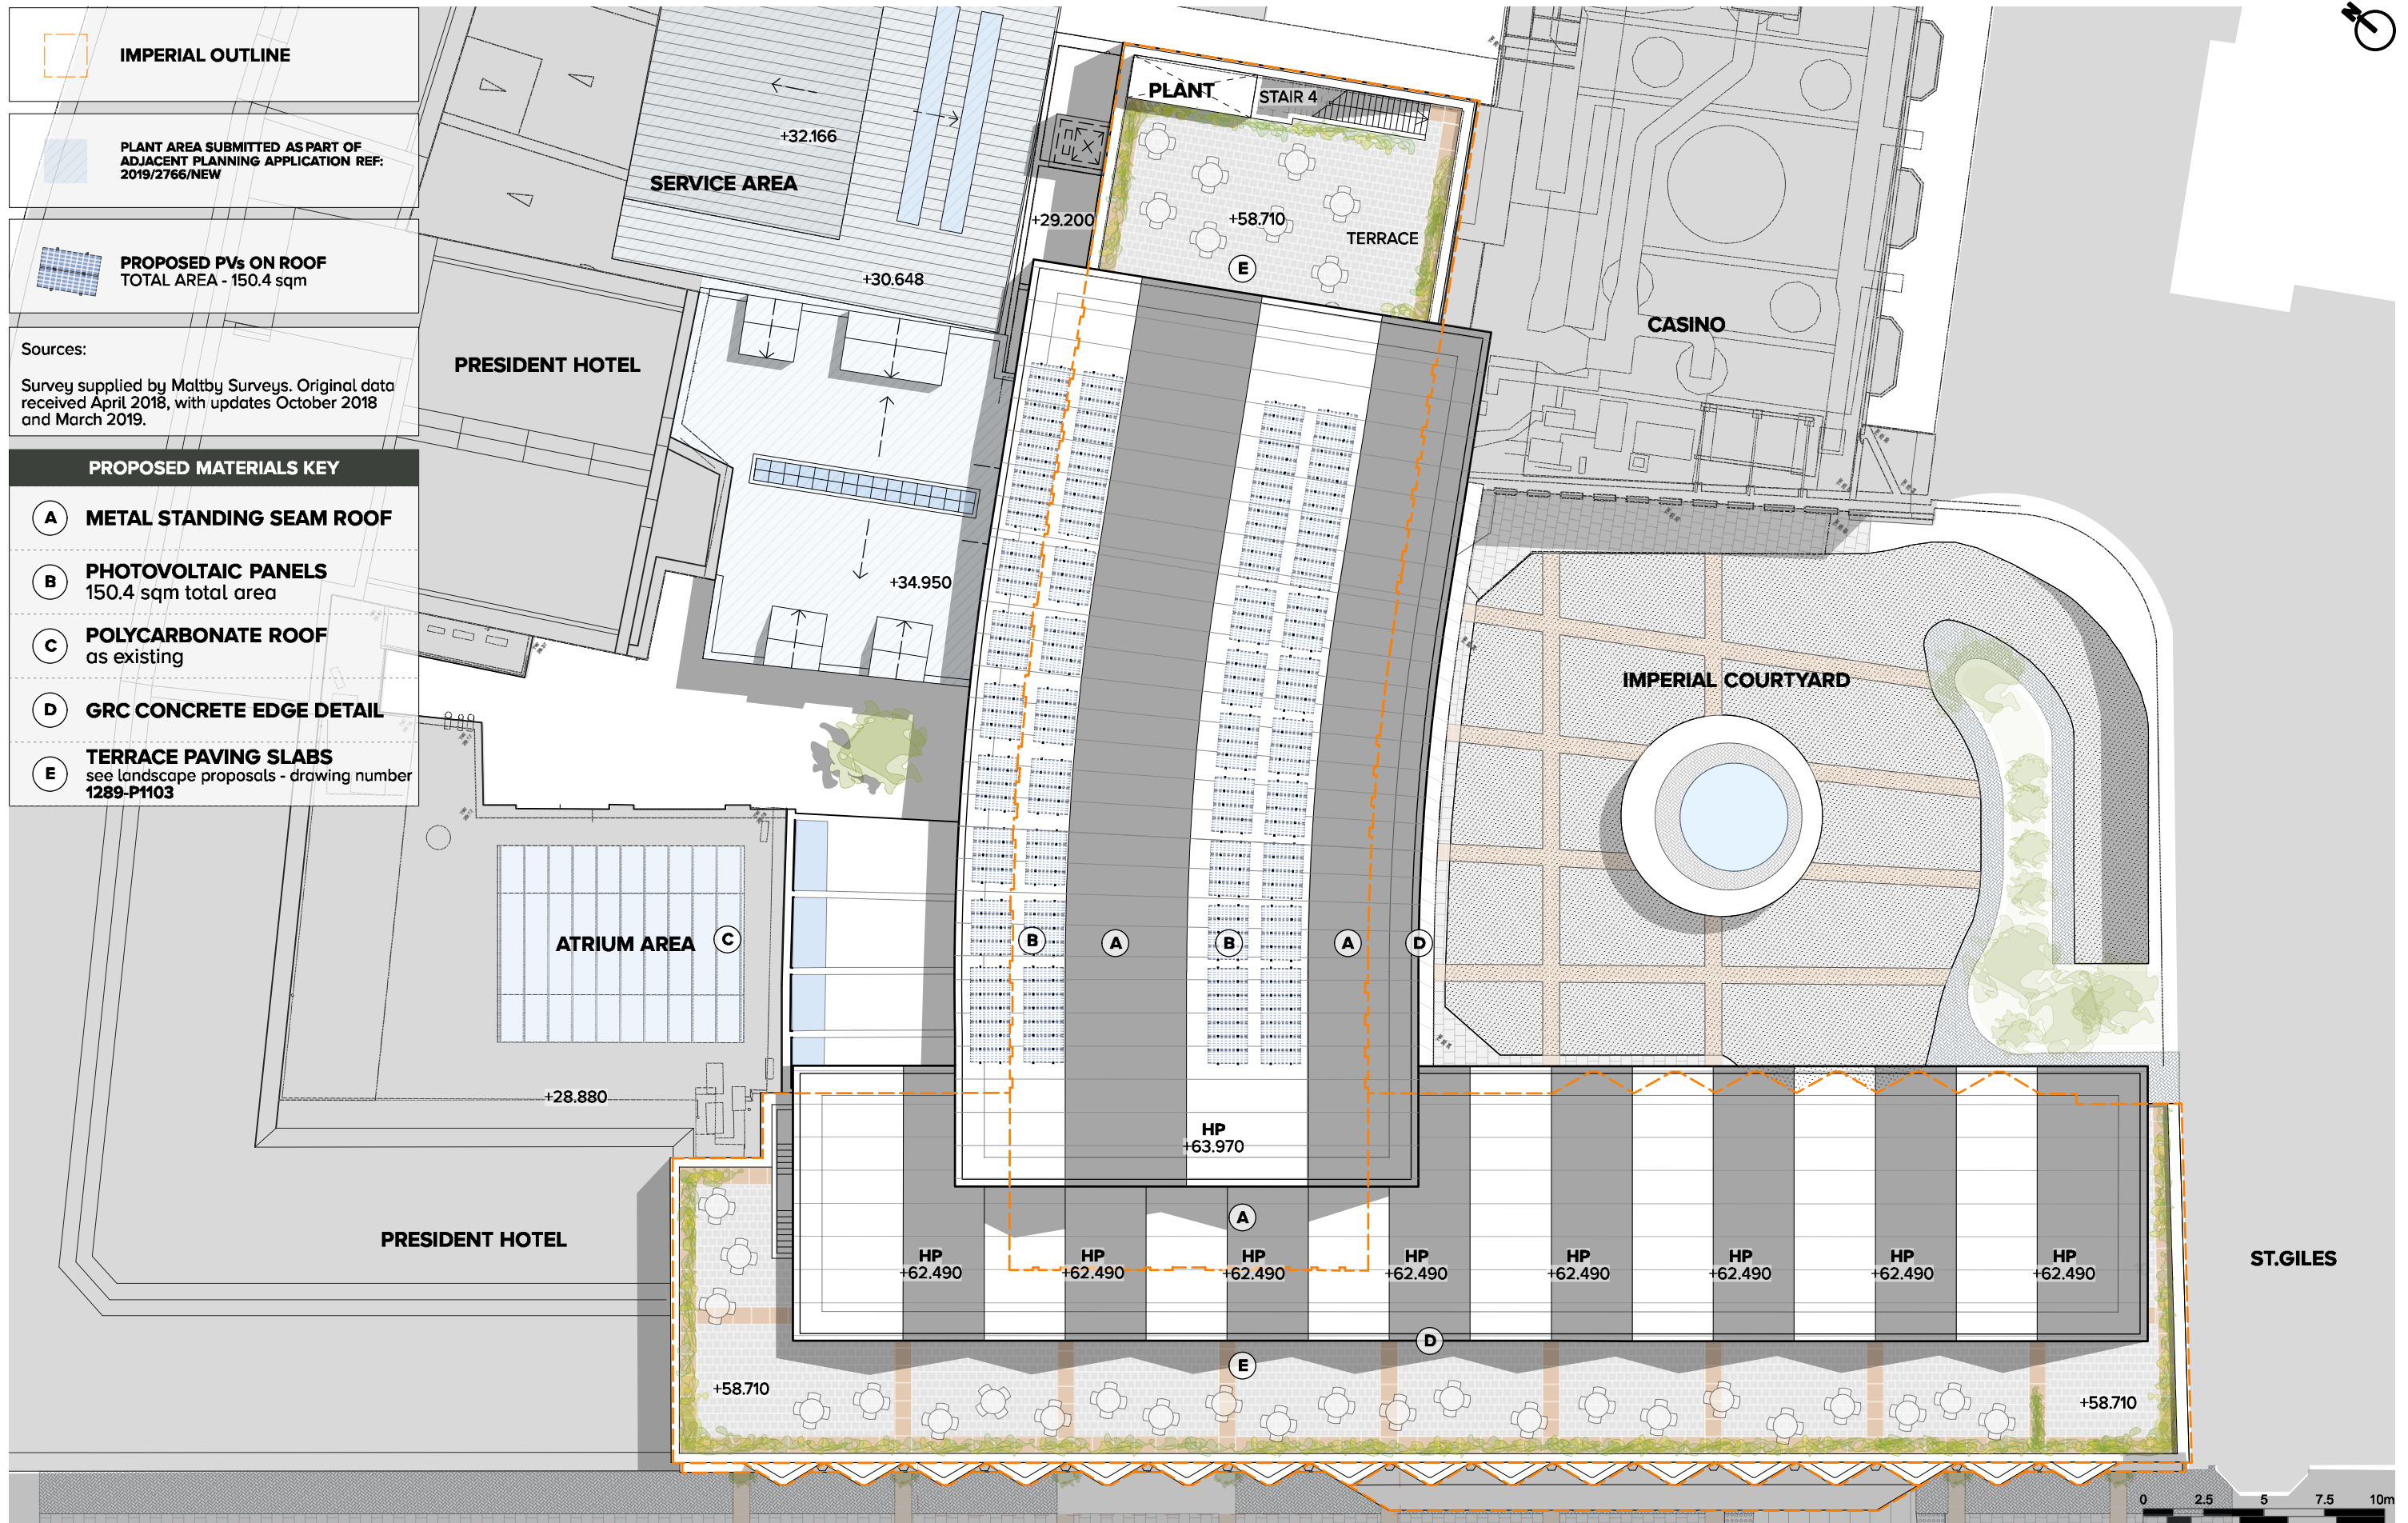 IMPERIAL OUTLINE
PLANT AREA SUBMITTED AS PART OF
ADJACENT PLANNING APPLICATION REF:
2019/2766/NEW
PROPOSED PVs ON ROOF
TOTAL AREA - 150.4 sqm
Sources:
Survey supplied by Maltby Surveys. Original data
received April 2018, with updates October 2018
and March 2019.
PROPOSED MATERIALS KEY
A METAL STANDING SEAM ROOF
B PHOTOVOLTAIC PANELS
150.4 sqm total area
C POLYCARBONATE ROOF
as existing
D GRC CONCRETE EDGE DETAIL
E TERRACE PAVING SLABS
see landscape proposals - drawing number
1289-P1103
N
PLANT
STAIR 4
+32.166
SERVICE AREA
+29.200
+58.710
TERRACE
E
+30.648
CASINO
PRESIDENT HOTEL
+34.950
IMPERIAL COURTYARD
ATRIUM AREA
C
B
A
B
A
D
+28.880
HP
+63.970
A
PRESIDENT HOTEL
HP
+62.490
HP
+62.490
HP
+62.490
HP
+62.490
HP
+62.490
HP
+62.490
HP
+62.490
HP
+62.490
ST.GILES
D
E
+58.710
+58.710
0 2.5 5 7.5 10m